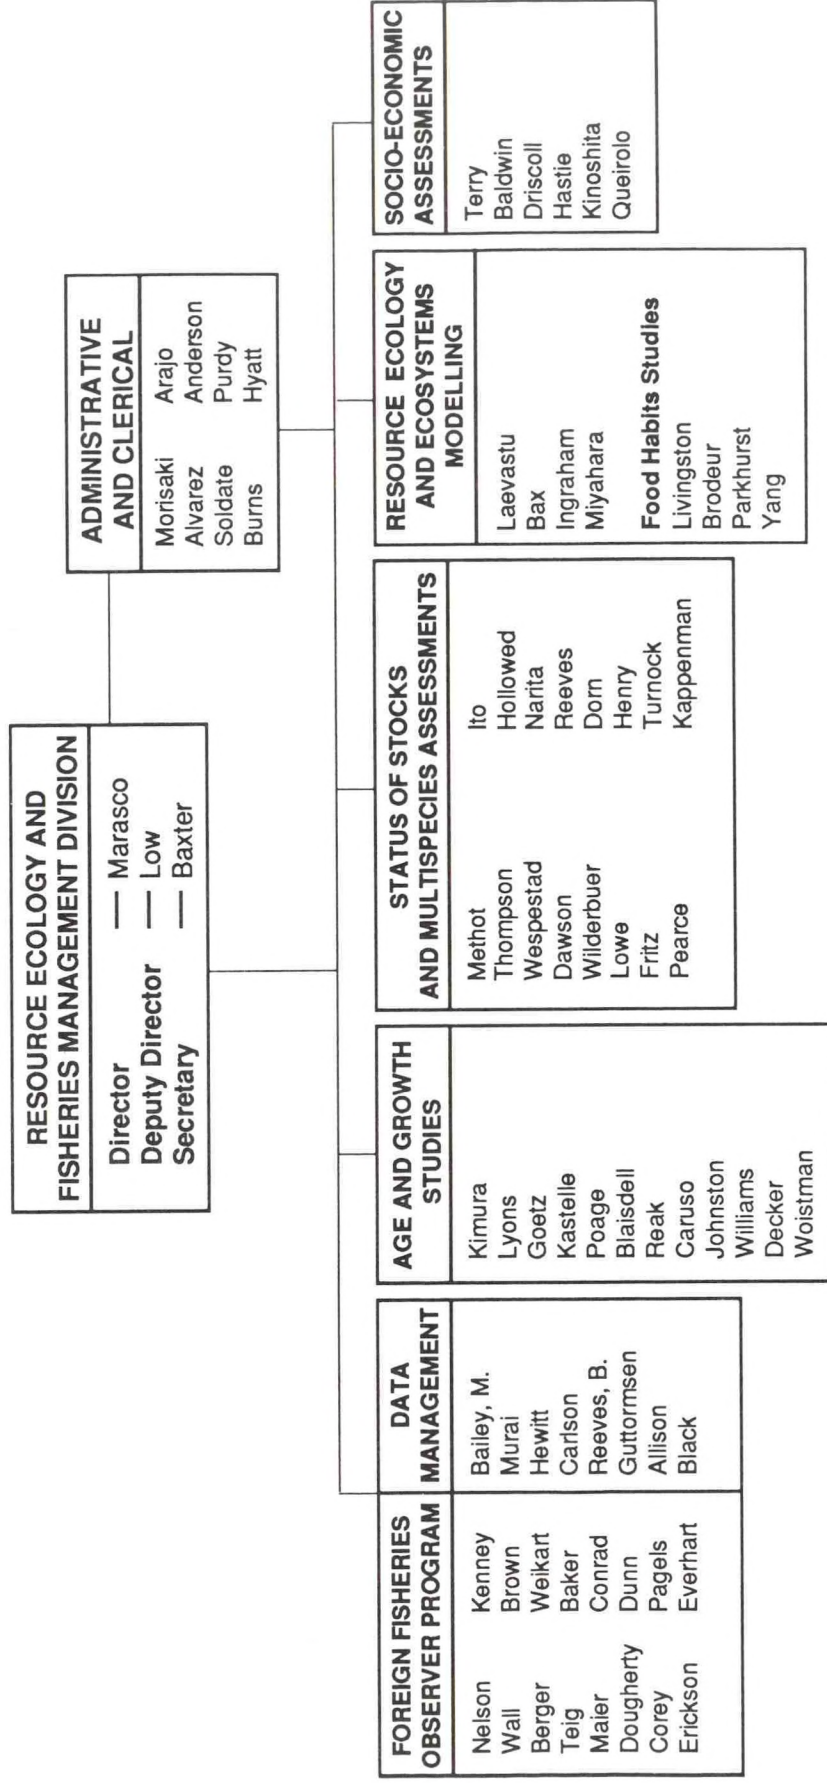 RESOURCE ECOLOGY AND
FISHERIES MANAGEMENT DIVISION
Director — Marasco
Deputy Director — Low
Secretary — Baxter
ADMINISTRATIVE
AND CLERICAL
Morisaki Arajo
Alvarez Anderson
Soldate Purdy
Burns Hyatt
FOREIGN FISHERIES
OBSERVER PROGRAM
Nelson Kenney
Wall Brown
Berger Weikart
Teig Baker
Maier Conrad
Dougherty Dunn
Corey Pagels
Erickson Everhart
DATA
MANAGEMENT
Bailey, M.
Murai
Hewitt
Carlson
Reeves, B.
Guttormsen
Allison
Black
AGE AND GROWTH
STUDIES
Kimura
Lyons
Goetz
Kastelle
Poage
Blaisdell
Reak
Caruso
Johnston
Williams
Decker
Woistman
STATUS OF STOCKS
AND MULTISPECIES ASSESSMENTS
Methot Ito
Thompson Hollowed
Wespestad Narita
Dawson Reeves
Wilderbuer Dorn
Lowe Henry
Fritz Turnock
Pearce Kappenman
RESOURCE ECOLOGY
AND ECOSYSTEMS
MODELLING
Laevastu
Bax
Ingraham
Miyahara
Food Habits Studies
Livingston
Brodeur
Parkhurst
Yang
SOCIO-ECONOMIC
ASSESSMENTS
Terry
Baldwin
Driscoll
Hastie
Kinoshita
Queirolo